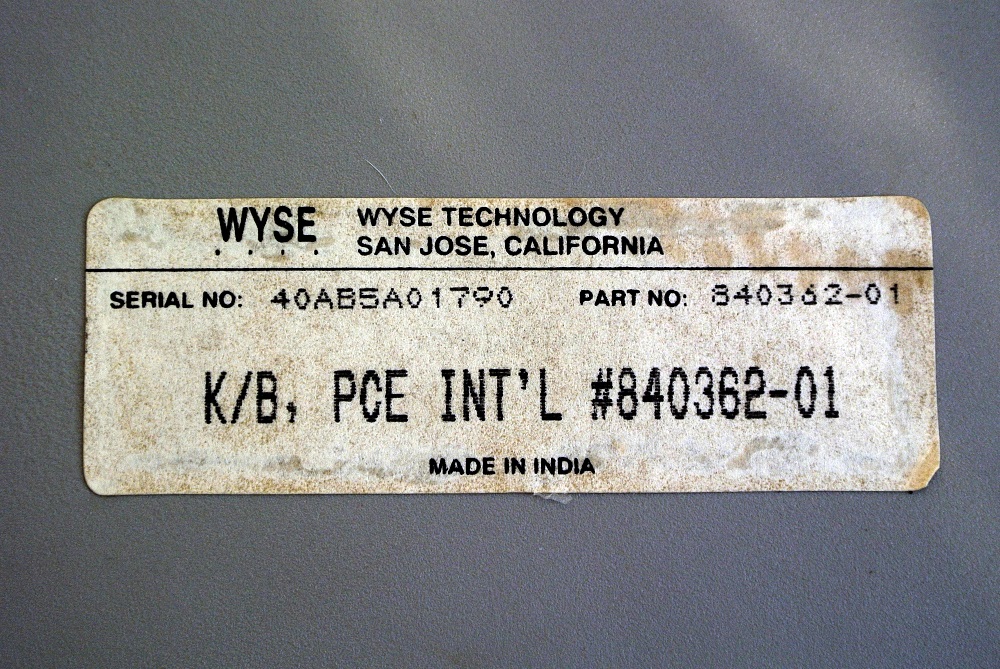 WYSE WYSE TECHNOLOGY
SAN JOSE, CALIFORNIA
SERIAL NO: 40AB5A01790 PART NO: 840362-01
K/B, PCE INT'L #840362-01
MADE IN INDIA